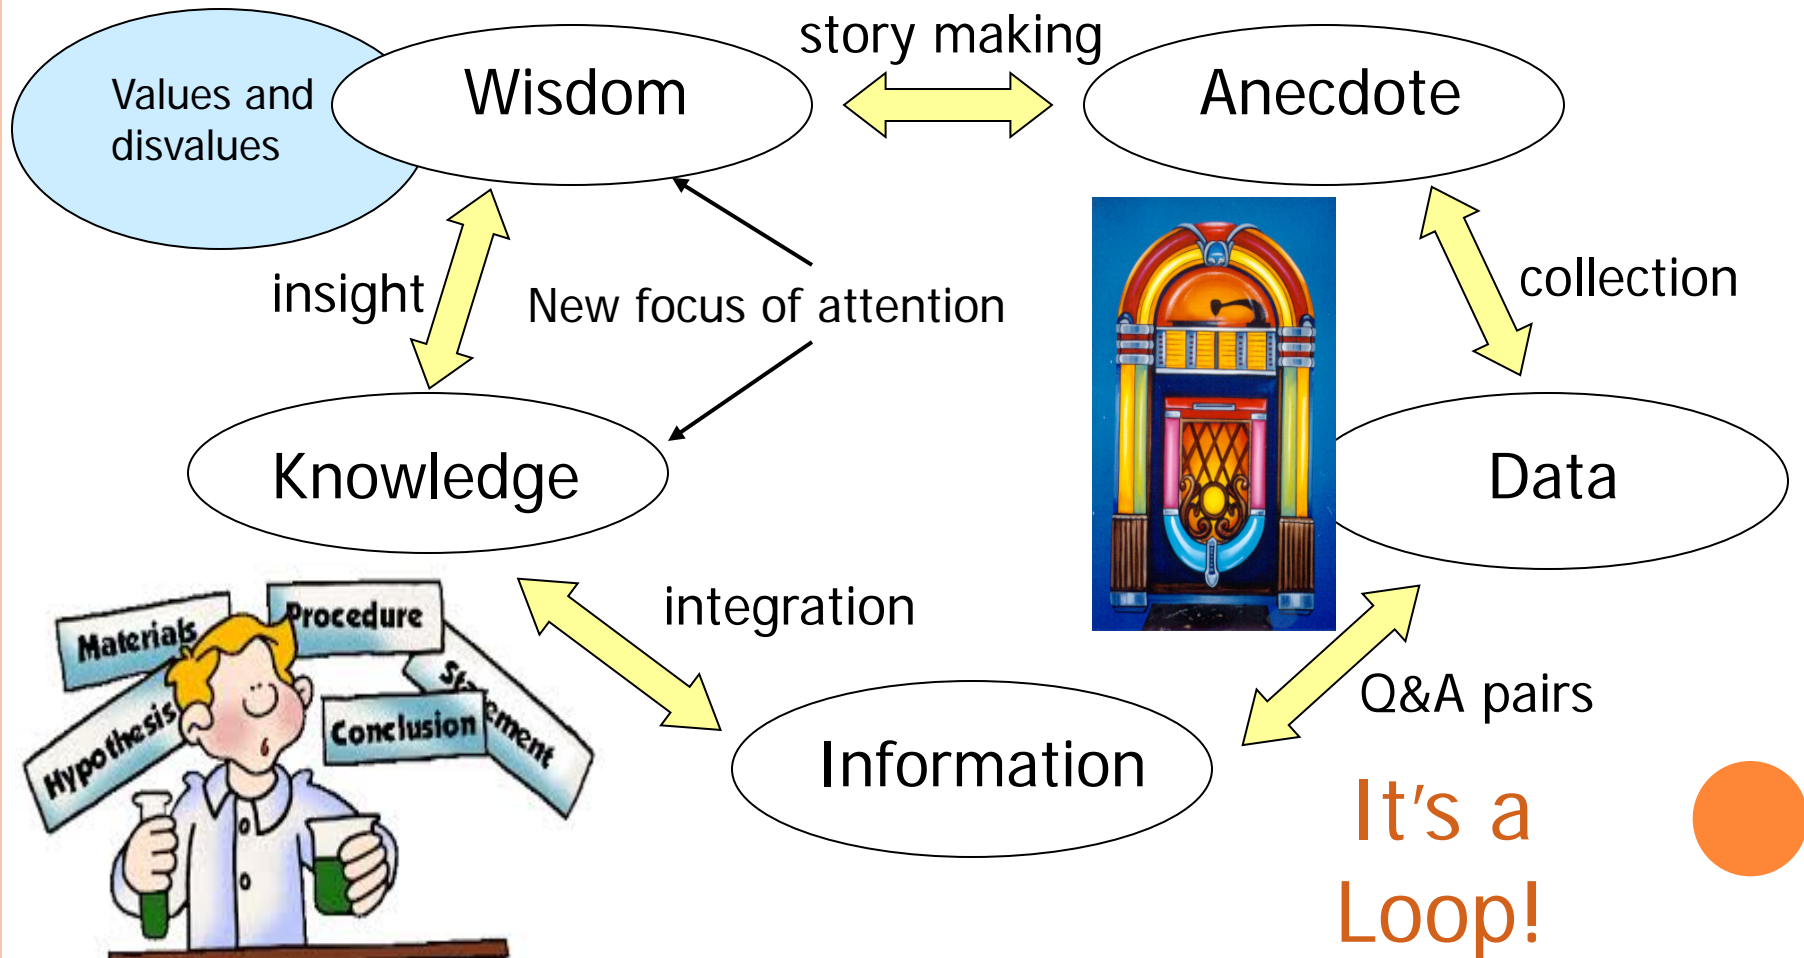 story making
Values and
disvalues
Wisdom
Anecdote
insight
New focus of attention
collection
Knowledge
Data
integration
Materials
Procedure
Hypothesis
Conclusion
Statement
Q&A pairs
Information
It's a
Loop!